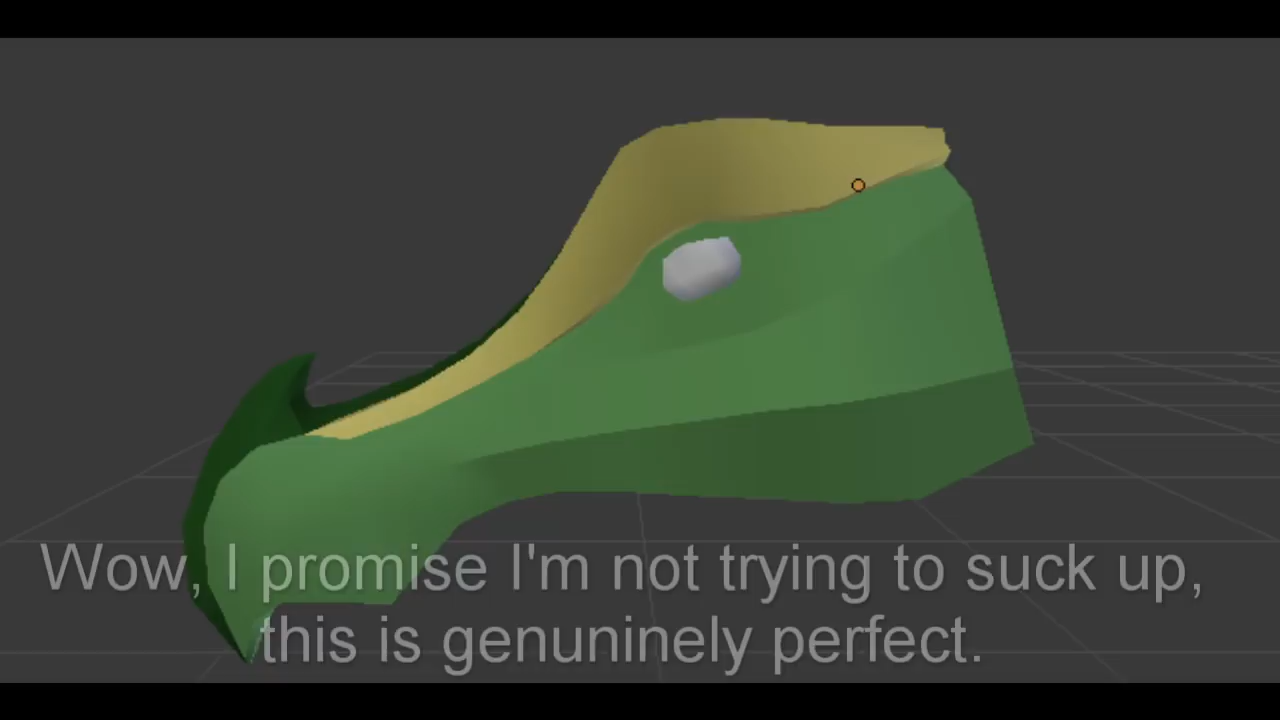 Wow, I promise I'm not trying to suck up,
this is genuninely perfect.